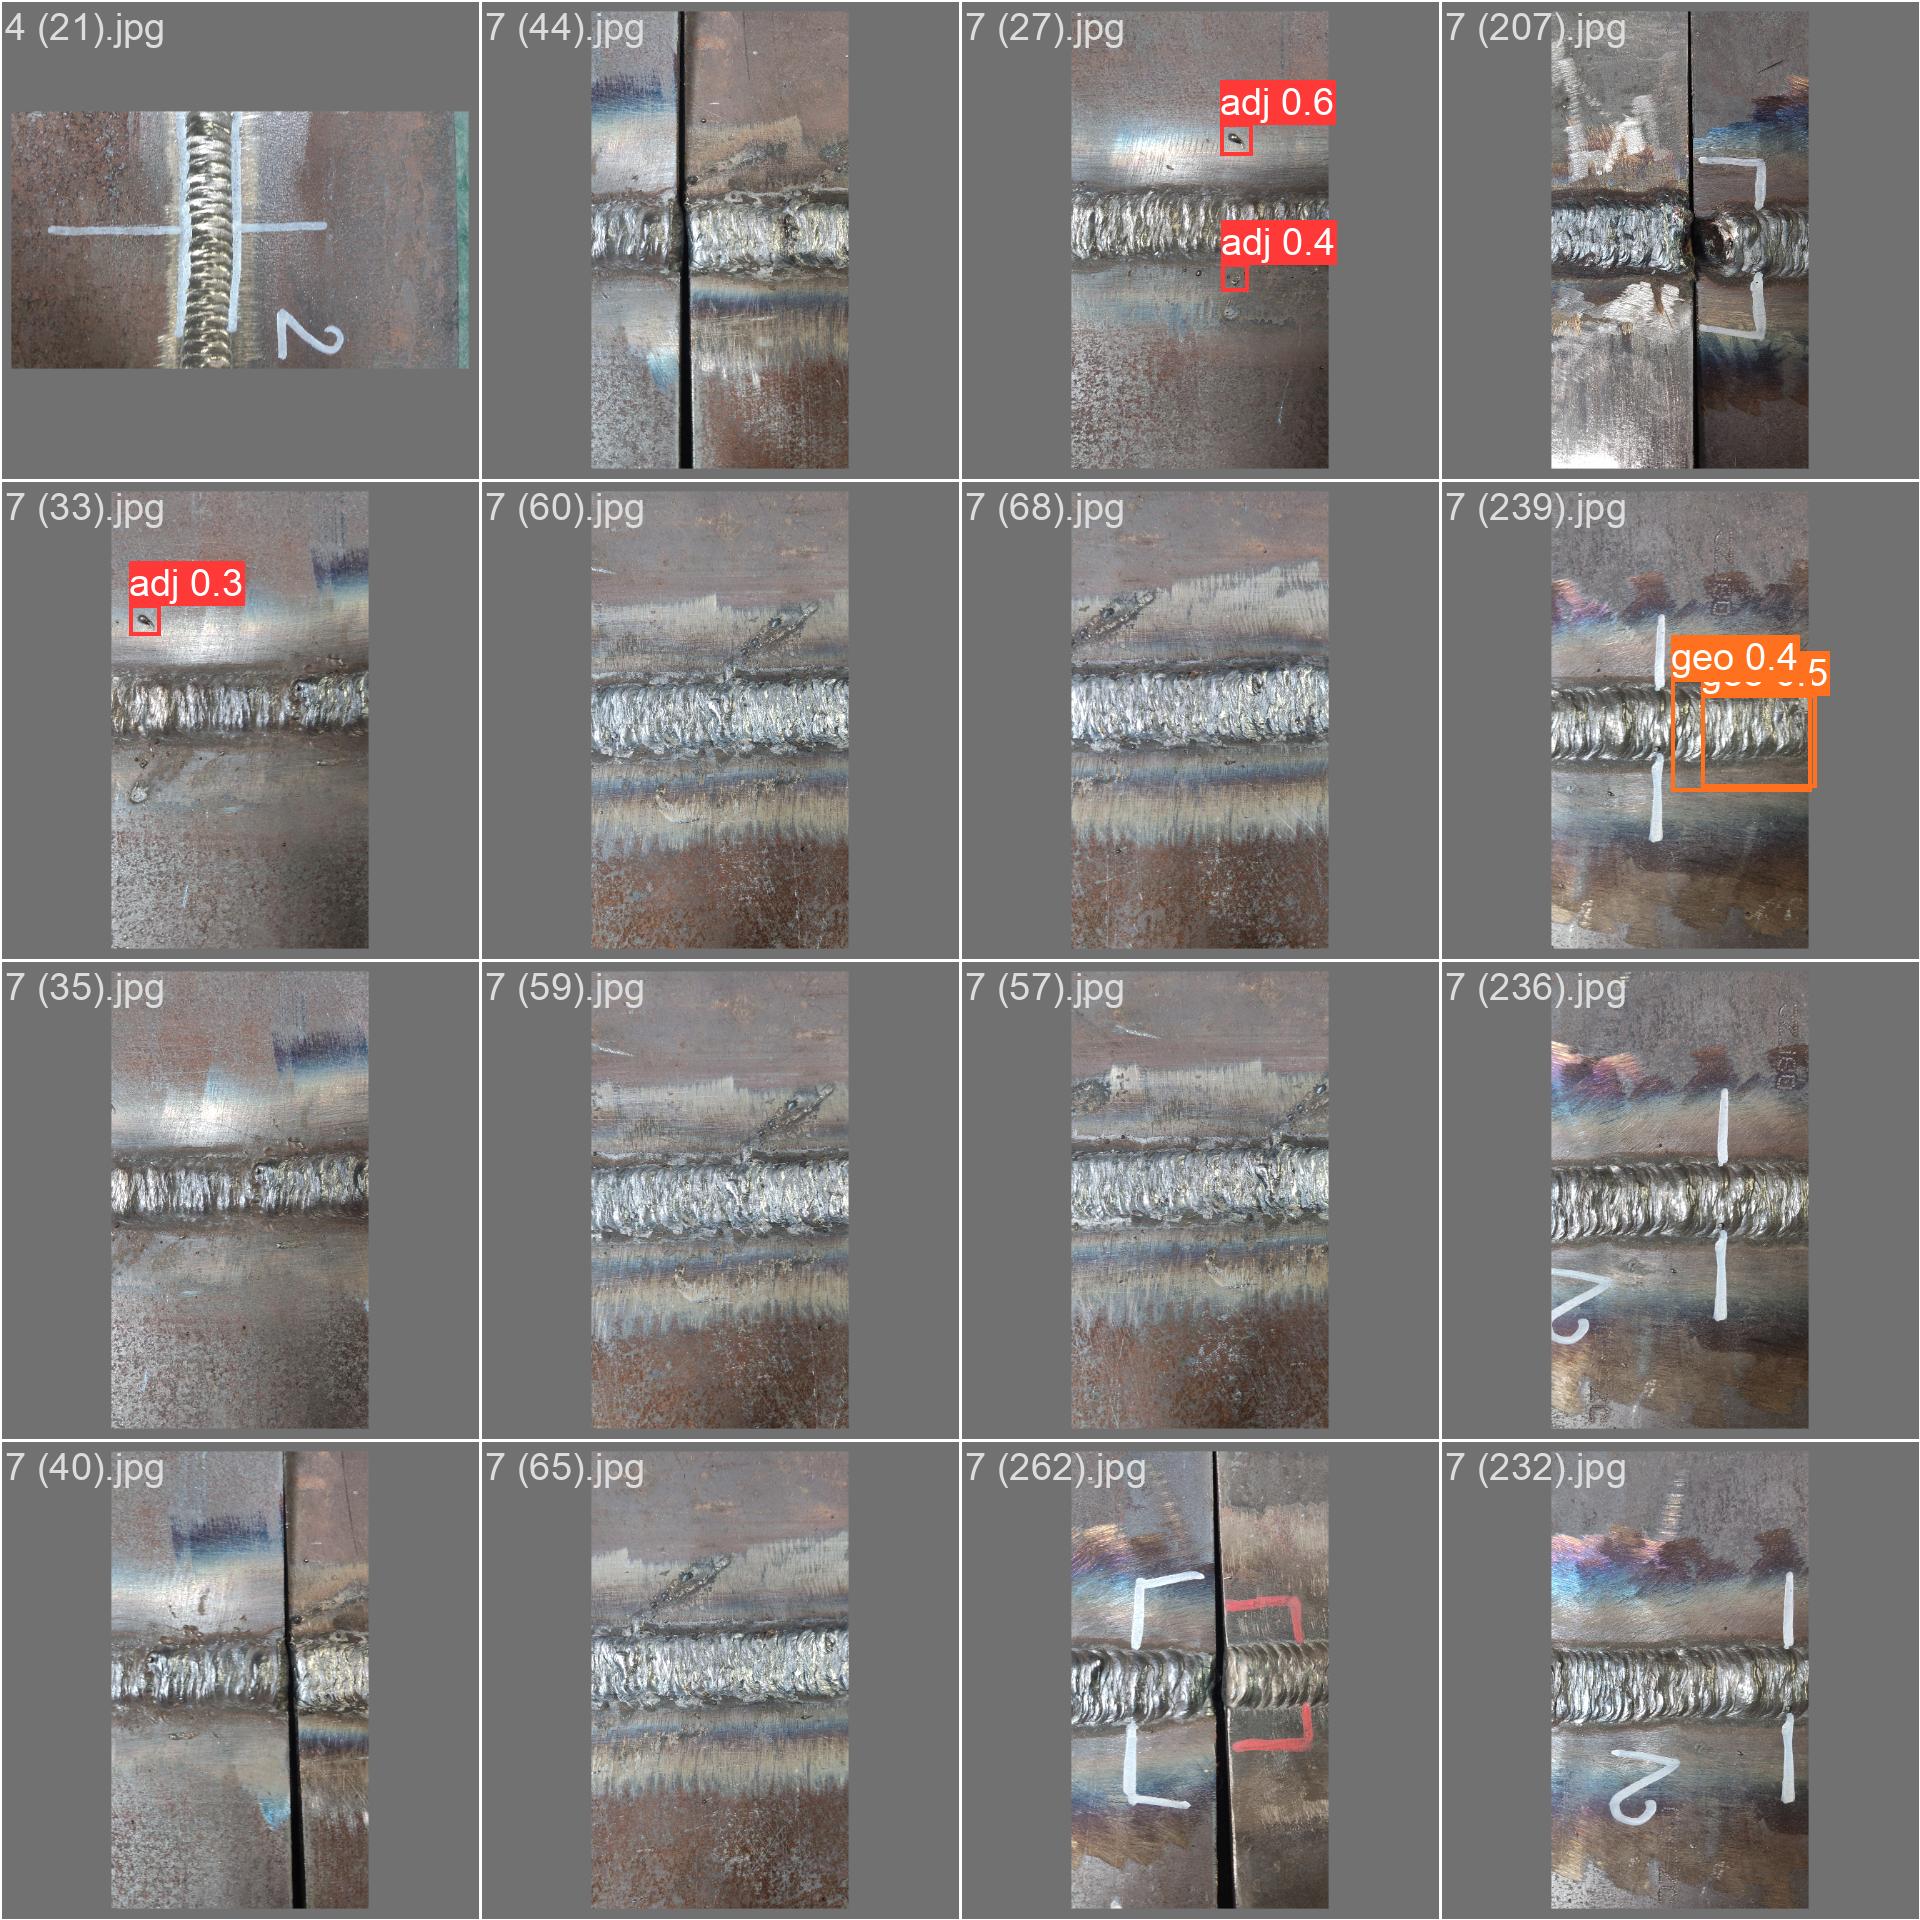 4 (21).jpg
7 (44).jpg
7 (27).jpg
7 (207).jpg
adj 0.6
adj 0.4
2
7 (33).jpg
7 (60).jpg
7 (68).jpg
7 (239).jpg
adj 0.3
geo 0.4
7 (35).jpg
7 (59).jpg
7 (57).jpg
7 (236).jpg
2
7 (40).jpg
7 (65).jpg
7 (262).jpg
7 (232).jpg
2